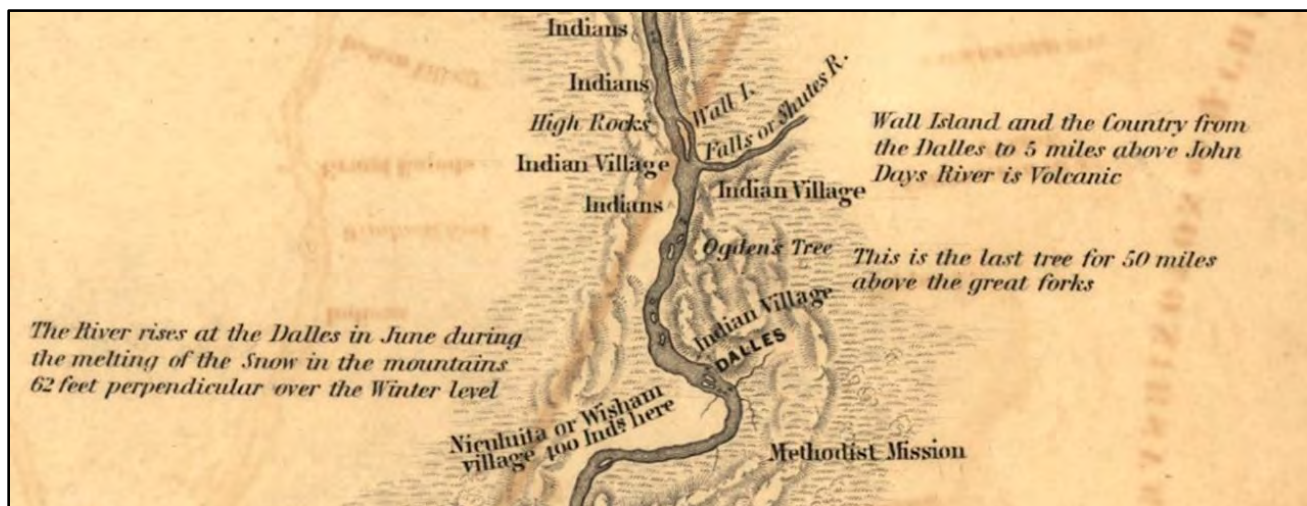 Indians
Indians
Wall I.
Falls or Shutes R.
High Rocks
Indian Village
Indian Village
Indians
Wall Island and the Country from
the Dalles to 5 miles above John
Days River is Volcanic
Ogden's Tree
This is the last tree for 50 miles
above the great forks
Indian Village
DALLES
The River rises at the Dalles in June during
the melting of the Snow in the mountains
62 feet perpendicular over the Winter level
Niculuita or Wisham
village 400 Inds here
Methodist Mission